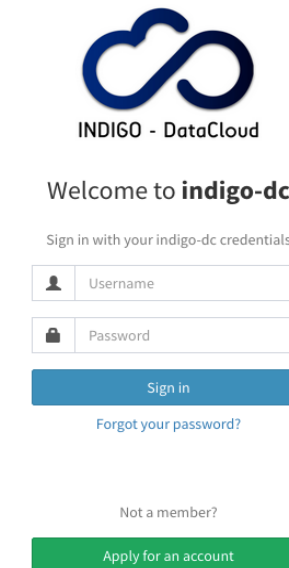 INDIGO - DataCloud
Welcome to indigo-dc
Sign in with your indigo-dc credentials
Username
Password
Sign in
Forgot your password?
Not a member?
Apply for an account